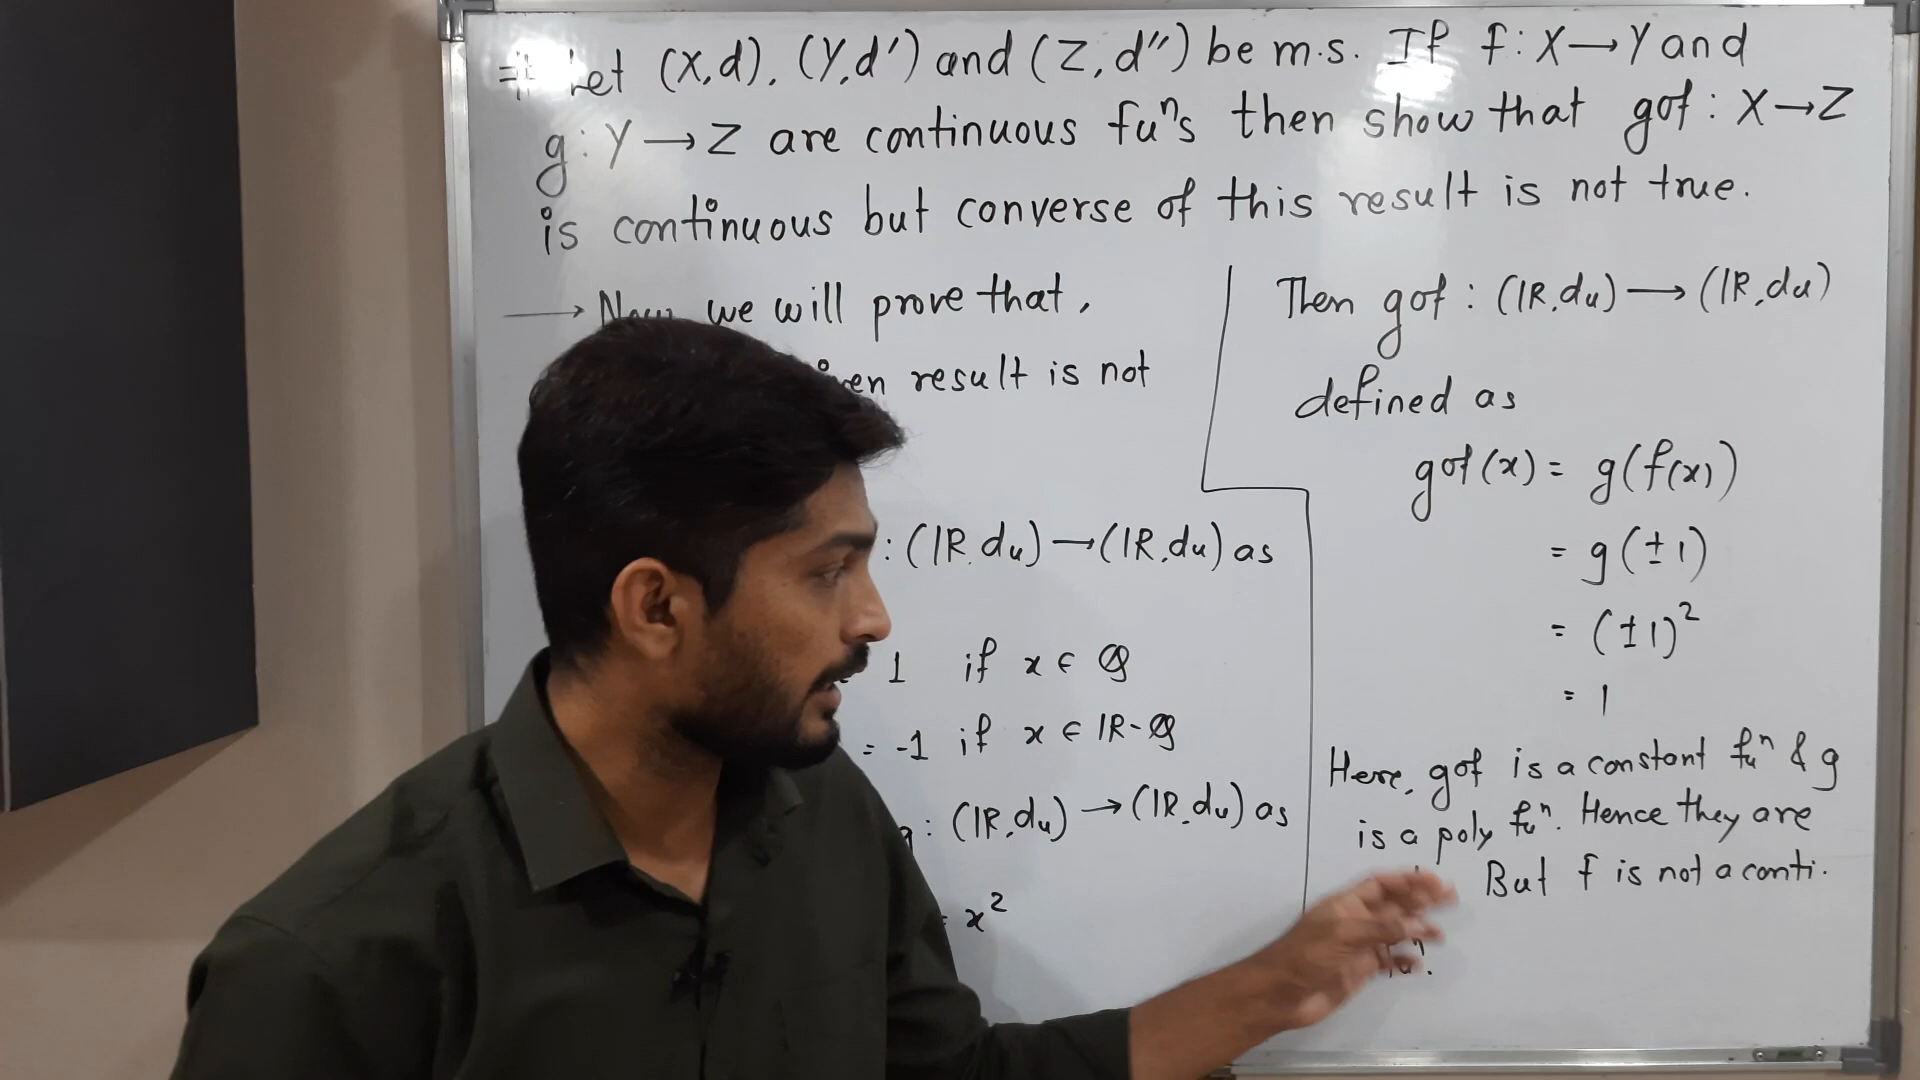 Let (X,d), (Y,d') and (Z,d'') be m.s. If f:X→Y and
g:Y→Z are continuous fuⁿs then show that gof : X→Z
is continuous but converse of this result is not true.
→ Now we will prove that,
given result is not
: (IR,du)→(IR,du) as
1 if x ∈ Q
= -1 if x ∈ IR-Q
g : (IR,du)→(IR,du) as
= x²
Then gof : (IR,du)→(IR,du)
defined as
gof(x) = g(f(x))
= g(±1)
= (±1)²
= 1
Here, gof is a constant fuⁿ & g
is a poly fuⁿ. Hence they are
But f is not a conti.
fuⁿ.